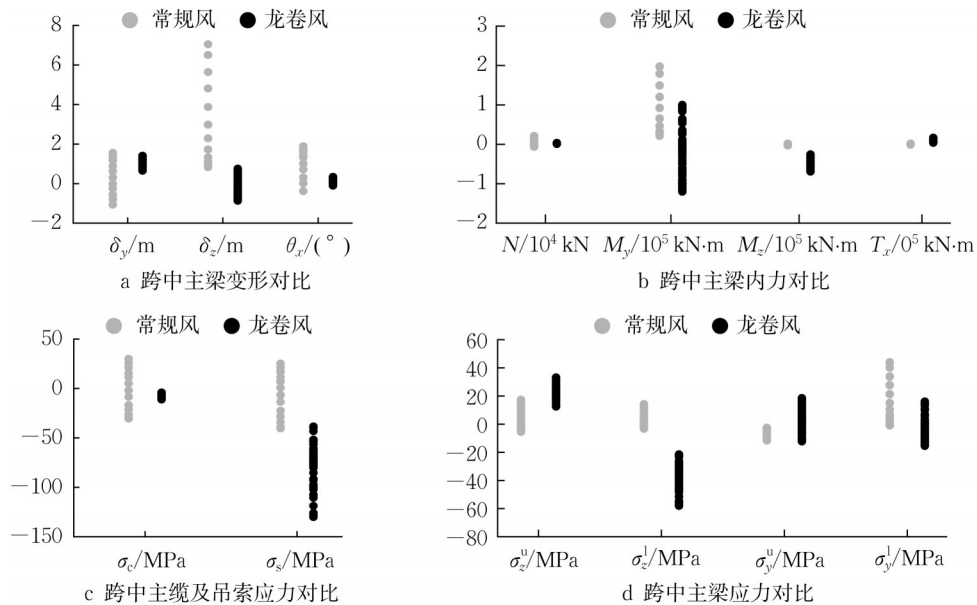 常规风 龙卷风
8
6
4
2
0
−2
δy/m δz/m θx/(°)
a 跨中主梁变形对比
常规风 龙卷风
3
2
1
0
−1
−2
N/10⁴ kN My/10⁵ kN·m Mz/10⁵ kN·m Tx/0⁵ kN·m
b 跨中主梁内力对比
常规风 龙卷风
50
0
−50
−100
−150
σc/MPa σs/MPa
c 跨中主缆及吊索应力对比
常规风 龙卷风
60
40
20
0
−20
−40
−60
−80
σzᵘ/MPa σzˡ/MPa σyᵘ/MPa σyˡ/MPa
d 跨中主梁应力对比